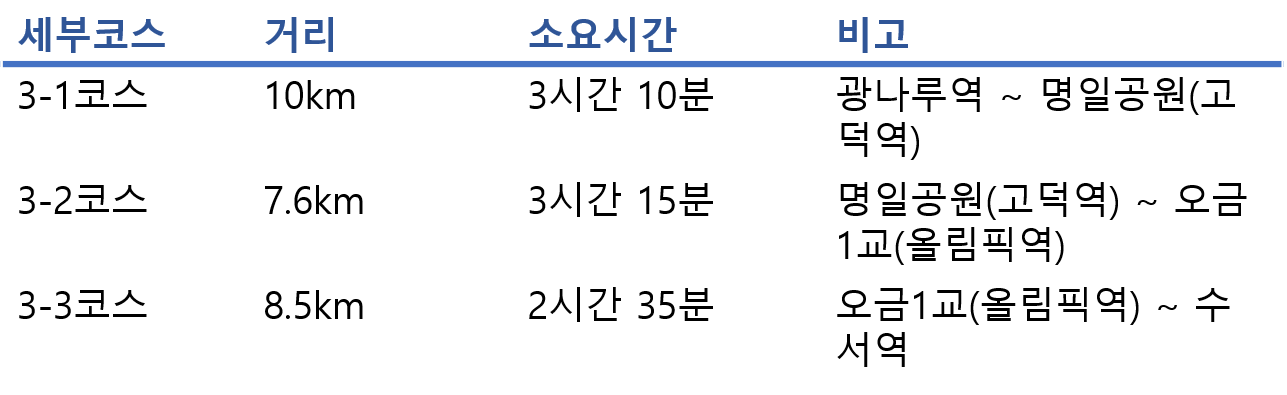 세부코스 거리 소요시간 비고
3-1코스 10km 3시간 10분 광나루역 ~ 명일공원(고
덕역)
3-2코스 7.6km 3시간 15분 명일공원(고덕역) ~ 오금
1교(올림픽역)
3-3코스 8.5km 2시간 35분 오금1교(올림픽역) ~ 수
서역